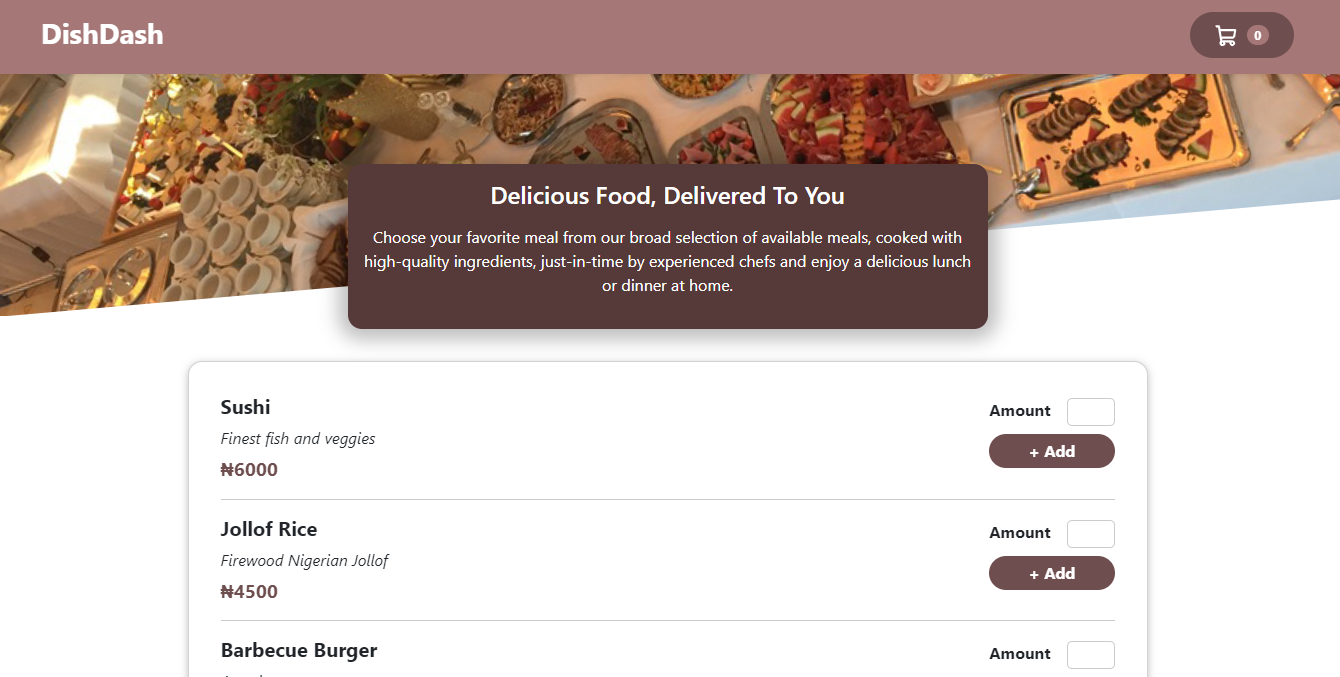 DishDash
0
Delicious Food, Delivered To You
Choose your favorite meal from our broad selection of available meals, cooked with
high-quality ingredients, just-in-time by experienced chefs and enjoy a delicious lunch
or dinner at home.
Sushi
Amount
Finest fish and veggies
+ Add
₦6000
Jollof Rice
Amount
Firewood Nigerian Jollof
+ Add
₦4500
Barbecue Burger
Amount